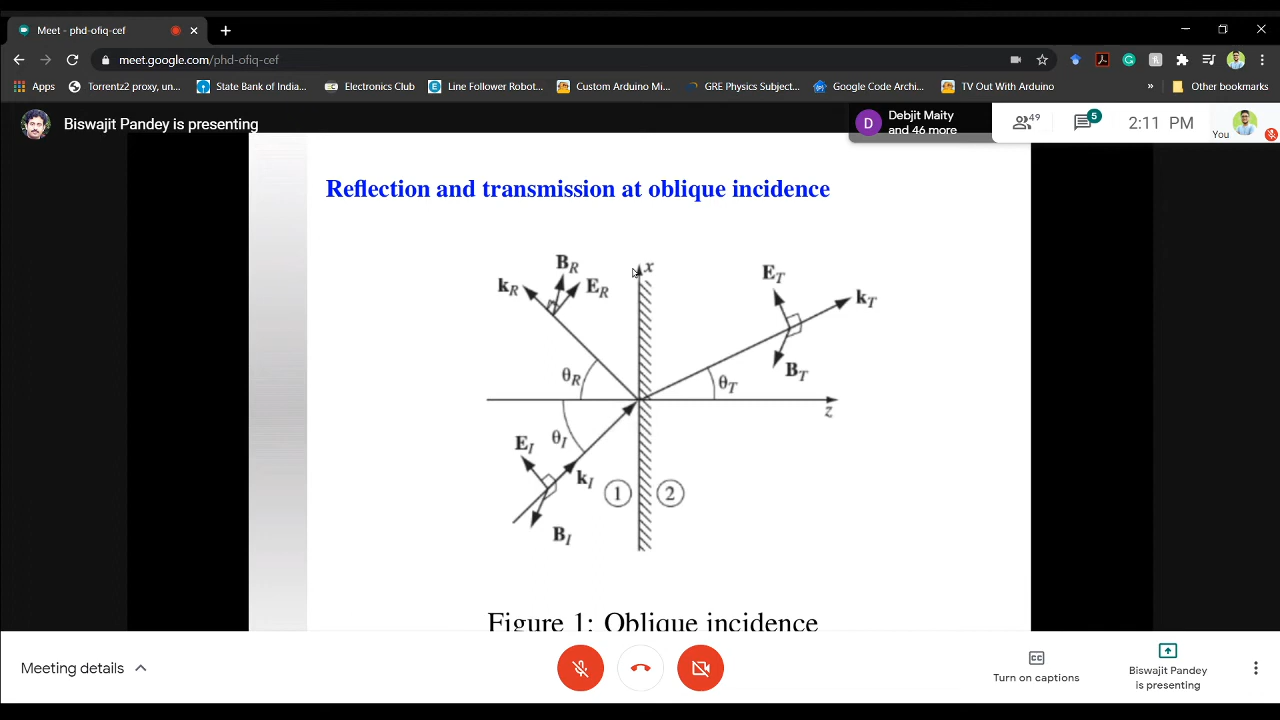 Meet - phd-ofiq-cef
meet.google.com/phd-ofiq-cef
Apps
Torrentz2 proxy, un...
State Bank of India...
Electronics Club
Line Follower Robot...
Custom Arduino Mi...
GRE Physics Subject...
Google Code Archi...
TV Out With Arduino
»
Other bookmarks
Biswajit Pandey is presenting
D
Debjit Maity
and 46 more
49
5
2:11 PM
You
Reflection and transmission at oblique incidence
B_R
k_R
E_R
x
E_T
k_T
θ_R
B_T
θ_T
z
E_I
θ_I
k_I
1
2
B_I
Figure 1: Oblique incidence
Meeting details
CC
Turn on captions
Biswajit Pandey
is presenting